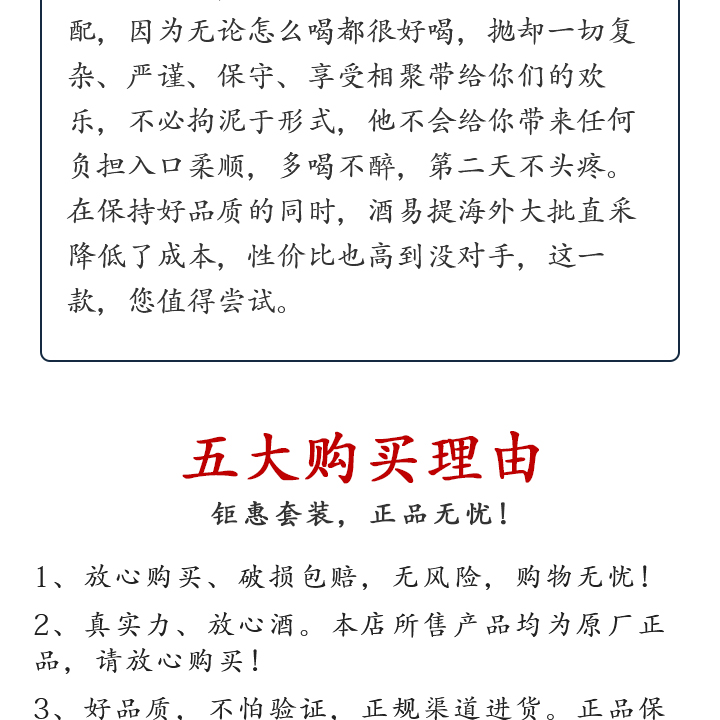 配，因为无论怎么喝都很好喝，抛却一切复
杂、严谨、保守、享受相聚带给你们的欢
乐，不必拘泥于形式，他不会给你带来任何
负担入口柔顺，多喝不醉，第二天不头疼。
在保持好品质的同时，酒易提海外大批直采
降低了成本，性价比也高到没对手，这一
款，您值得尝试。
五大购买理由
钜惠套装，正品无忧！
1、放心购买、破损包赔，无风险，购物无忧！
2、真实力、放心酒。本店所售产品均为原厂正
品，请放心购买！
3、好品质，不怕验证，正规渠道进货。正品保